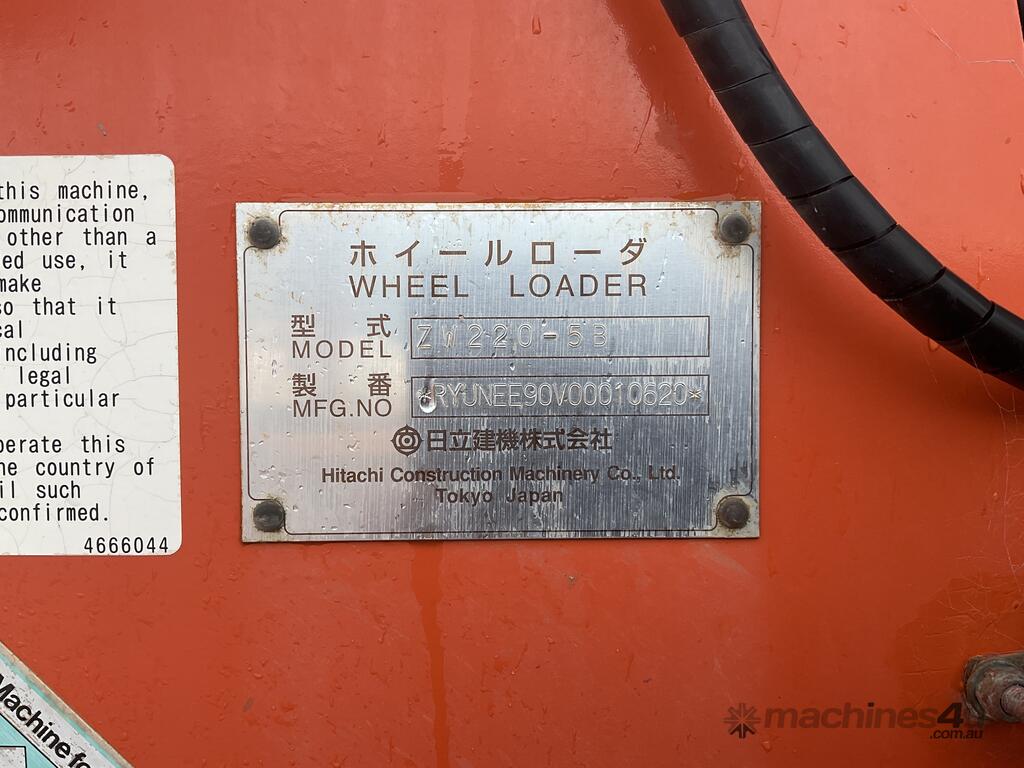 this machine,
ommunication
other than a
ed use, it
make
so that it
cal
including
legal
particular
perate this
he country of
il such
confirmed.
4666044
ホイールローダ
WHEEL LOADER
型式
MODEL ZW220-5B
製番
MFG.NO *RYUNEE90V00010620*
日立建機株式会社
Hitachi Construction Machinery Co., Ltd.
Tokyo Japan
Machine fo
machines4u
.com.au